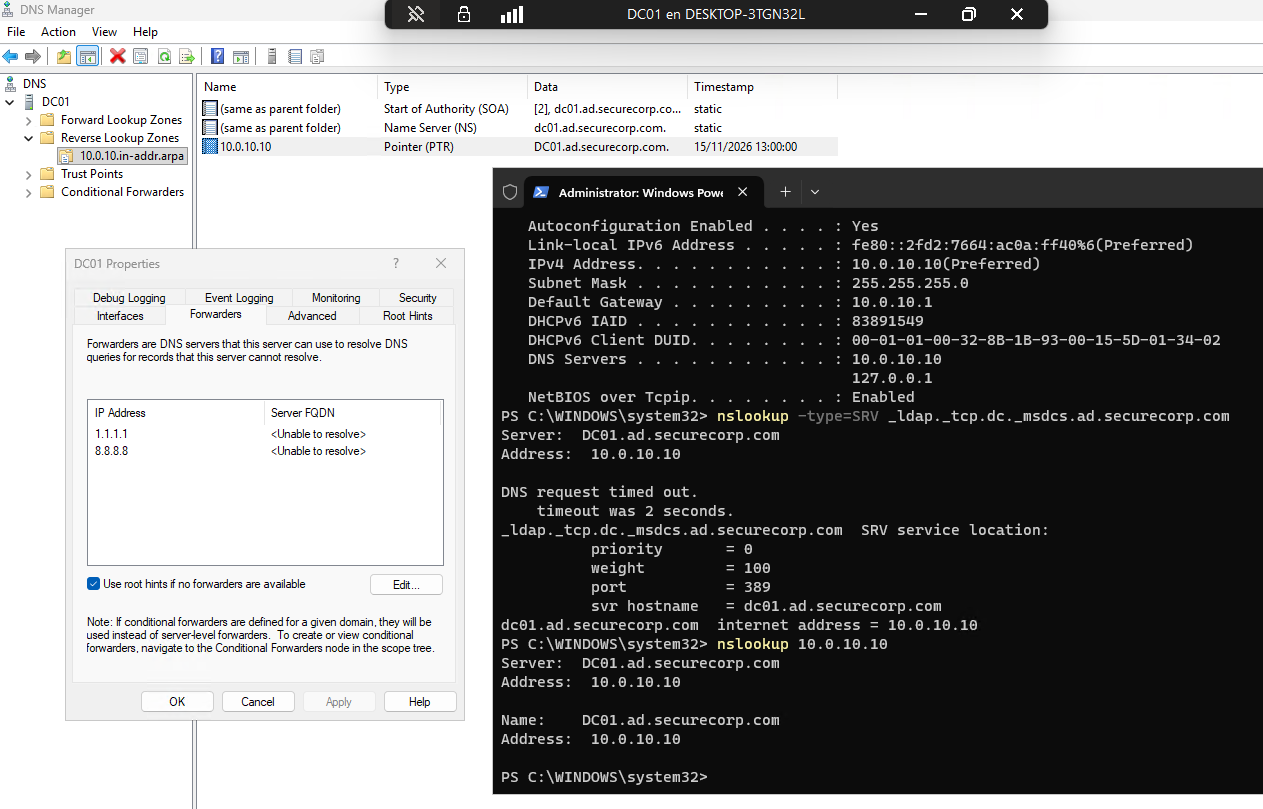 DNS Manager
DC01 en DESKTOP-3TGN32L
File Action View Help
DNS
DC01
Forward Lookup Zones
Reverse Lookup Zones
10.0.10.in-addr.arpa
Trust Points
Conditional Forwarders
Name Type Data Timestamp
(same as parent folder) Start of Authority (SOA) [2], dc01.ad.securecorp.co... static
(same as parent folder) Name Server (NS) dc01.ad.securecorp.com. static
10.0.10.10 Pointer (PTR) DC01.ad.securecorp.com. 15/11/2026 13:00:00
DC01 Properties ?
Debug Logging Event Logging Monitoring Security
Interfaces Forwarders Advanced Root Hints
Forwarders are DNS servers that this server can use to resolve DNS
queries for records that this server cannot resolve.
IP Address Server FQDN
1.1.1.1 <Unable to resolve>
8.8.8.8 <Unable to resolve>
Use root hints if no forwarders are available Edit...
Note: If conditional forwarders are defined for a given domain, they will be
used instead of server-level forwarders. To create or view conditional
forwarders, navigate to the Conditional Forwarders node in the scope tree.
OK Cancel Apply Help
Administrator: Windows Powe
Autoconfiguration Enabled . . . . : Yes
Link-local IPv6 Address . . . . . : fe80::2fd2:7664:ac0a:ff40%6(Preferred)
IPv4 Address. . . . . . . . . . . : 10.0.10.10(Preferred)
Subnet Mask . . . . . . . . . . . : 255.255.255.0
Default Gateway . . . . . . . . . : 10.0.10.1
DHCPv6 IAID . . . . . . . . . . . : 83891549
DHCPv6 Client DUID. . . . . . . . : 00-01-01-00-32-8B-1B-93-00-15-5D-01-34-02
DNS Servers . . . . . . . . . . . : 10.0.10.10
127.0.0.1
NetBIOS over Tcpip. . . . . . . . : Enabled
PS C:\WINDOWS\system32> nslookup -type=SRV _ldap._tcp.dc._msdcs.ad.securecorp.com
Server: DC01.ad.securecorp.com
Address: 10.0.10.10
DNS request timed out.
timeout was 2 seconds.
_ldap._tcp.dc._msdcs.ad.securecorp.com SRV service location:
priority = 0
weight = 100
port = 389
svr hostname = dc01.ad.securecorp.com
dc01.ad.securecorp.com internet address = 10.0.10.10
PS C:\WINDOWS\system32> nslookup 10.0.10.10
Server: DC01.ad.securecorp.com
Address: 10.0.10.10
Name: DC01.ad.securecorp.com
Address: 10.0.10.10
PS C:\WINDOWS\system32>